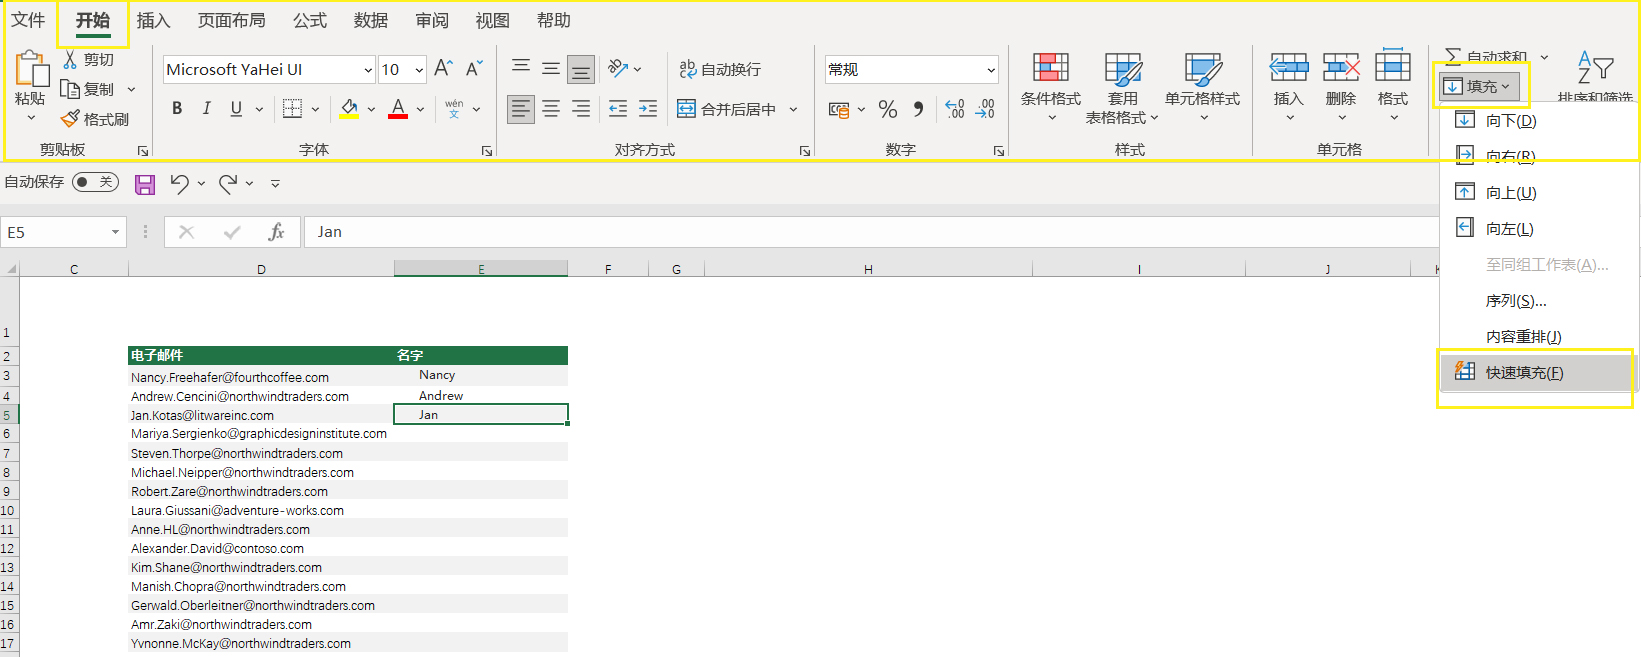 文件 开始 插入 页面布局 公式 数据 审阅 视图 帮助
剪切 Microsoft YaHei UI 10 A A ab 自动换行 常规 自动求和
粘贴 复制 条件格式 套用 单元格样式 插入 删除 格式 填充 排序和筛选
格式刷 B I U A wén 文 合并后居中 % .00 表格格式
剪贴板 字体 对齐方式 数字 样式 单元格
向下(D)
向右(R)
自动保存 关
向上(U)
E5 fx Jan
向左(L)
C D E F G H I J K
至同组工作表(A)...
序列(S)...
1 内容重排(J)
2 电子邮件 名字
快速填充(F)
3 Nancy.Freehafer@fourthcoffee.com Nancy
4 Andrew.Cencini@northwindtraders.com Andrew
5 Jan.Kotas@litwareinc.com Jan
6 Mariya.Sergienko@graphicdesigninstitute.com
7 Steven.Thorpe@northwindtraders.com
8 Michael.Neipper@northwindtraders.com
9 Robert.Zare@northwindtraders.com
10 Laura.Giussani@adventure-works.com
11 Anne.HL@northwindtraders.com
12 Alexander.David@contoso.com
13 Kim.Shane@northwindtraders.com
14 Manish.Chopra@northwindtraders.com
15 Gerwald.Oberleitner@northwindtraders.com
16 Amr.Zaki@northwindtraders.com
17 Yvnonne.McKay@northwindtraders.com